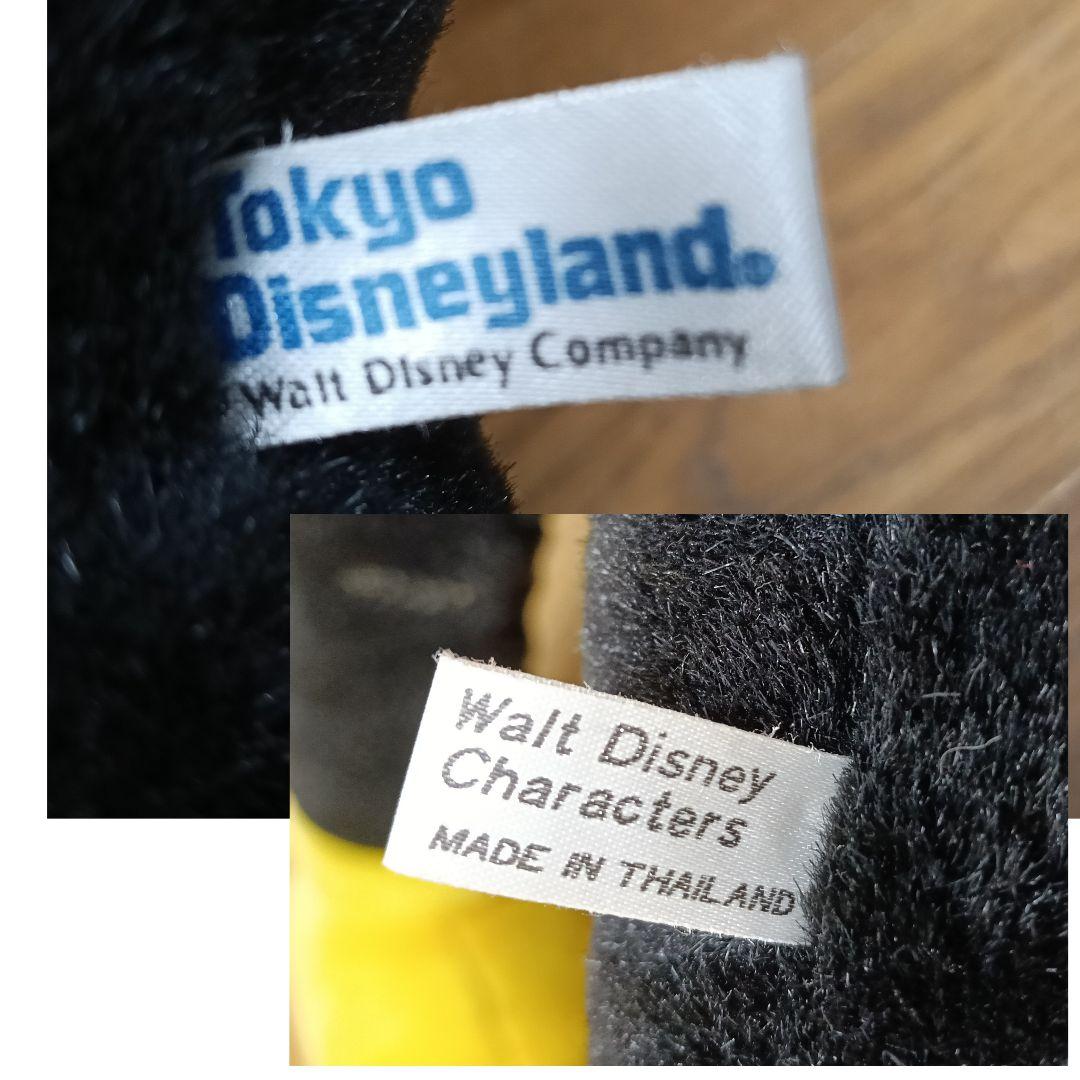 Tokyo
Disneyland®
Walt Disney Company
Walt Disney
Characters
MADE IN THAILAND